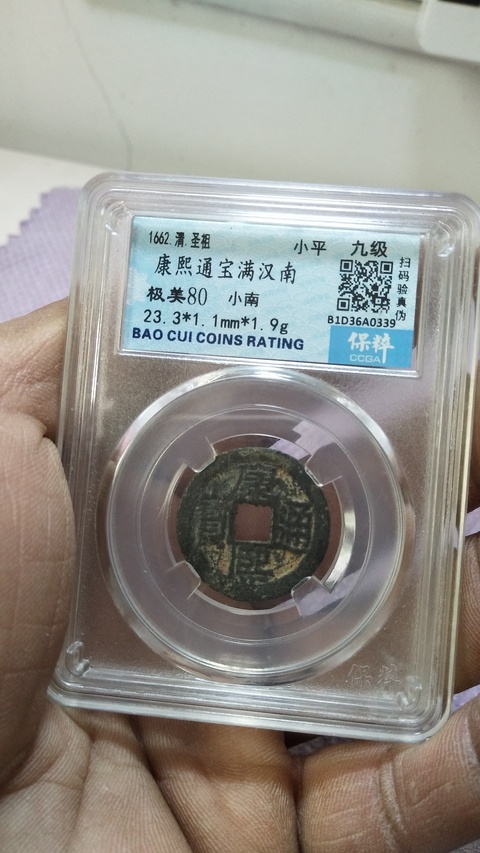 1662.清.圣祖
小平 九级
康熙通宝满汉南
极美80 小南
23.3*1.1mm*1.9g
BAO CUI COINS RATING
扫码验真伪
B1D36A0339
保粹
CCGA
康熙通寶
保粹